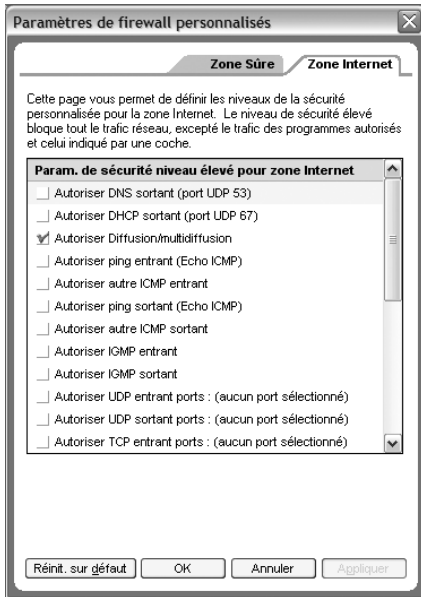 Paramètres de firewall personnalisés
Zone Sûre
Zone Internet
Cette page vous permet de définir les niveaux de la sécurité
personnalisée pour la zone Internet. Le niveau de sécurité élevé
bloque tout le trafic réseau, excepté le trafic des programmes autorisés
et celui indiqué par une coche.
Param. de sécurité niveau élevé pour zone Internet
Autoriser DNS sortant (port UDP 53)
Autoriser DHCP sortant (port UDP 67)
Autoriser Diffusion/multidiffusion
Autoriser ping entrant (Echo ICMP)
Autoriser autre ICMP entrant
Autoriser ping sortant (Echo ICMP)
Autoriser autre ICMP sortant
Autoriser IGMP entrant
Autoriser IGMP sortant
Autoriser UDP entrant ports : (aucun port sélectionné)
Autoriser UDP sortant ports : (aucun port sélectionné)
Autoriser TCP entrant ports : (aucun port sélectionné)
Réinit. sur défaut
OK
Annuler
Appliquer